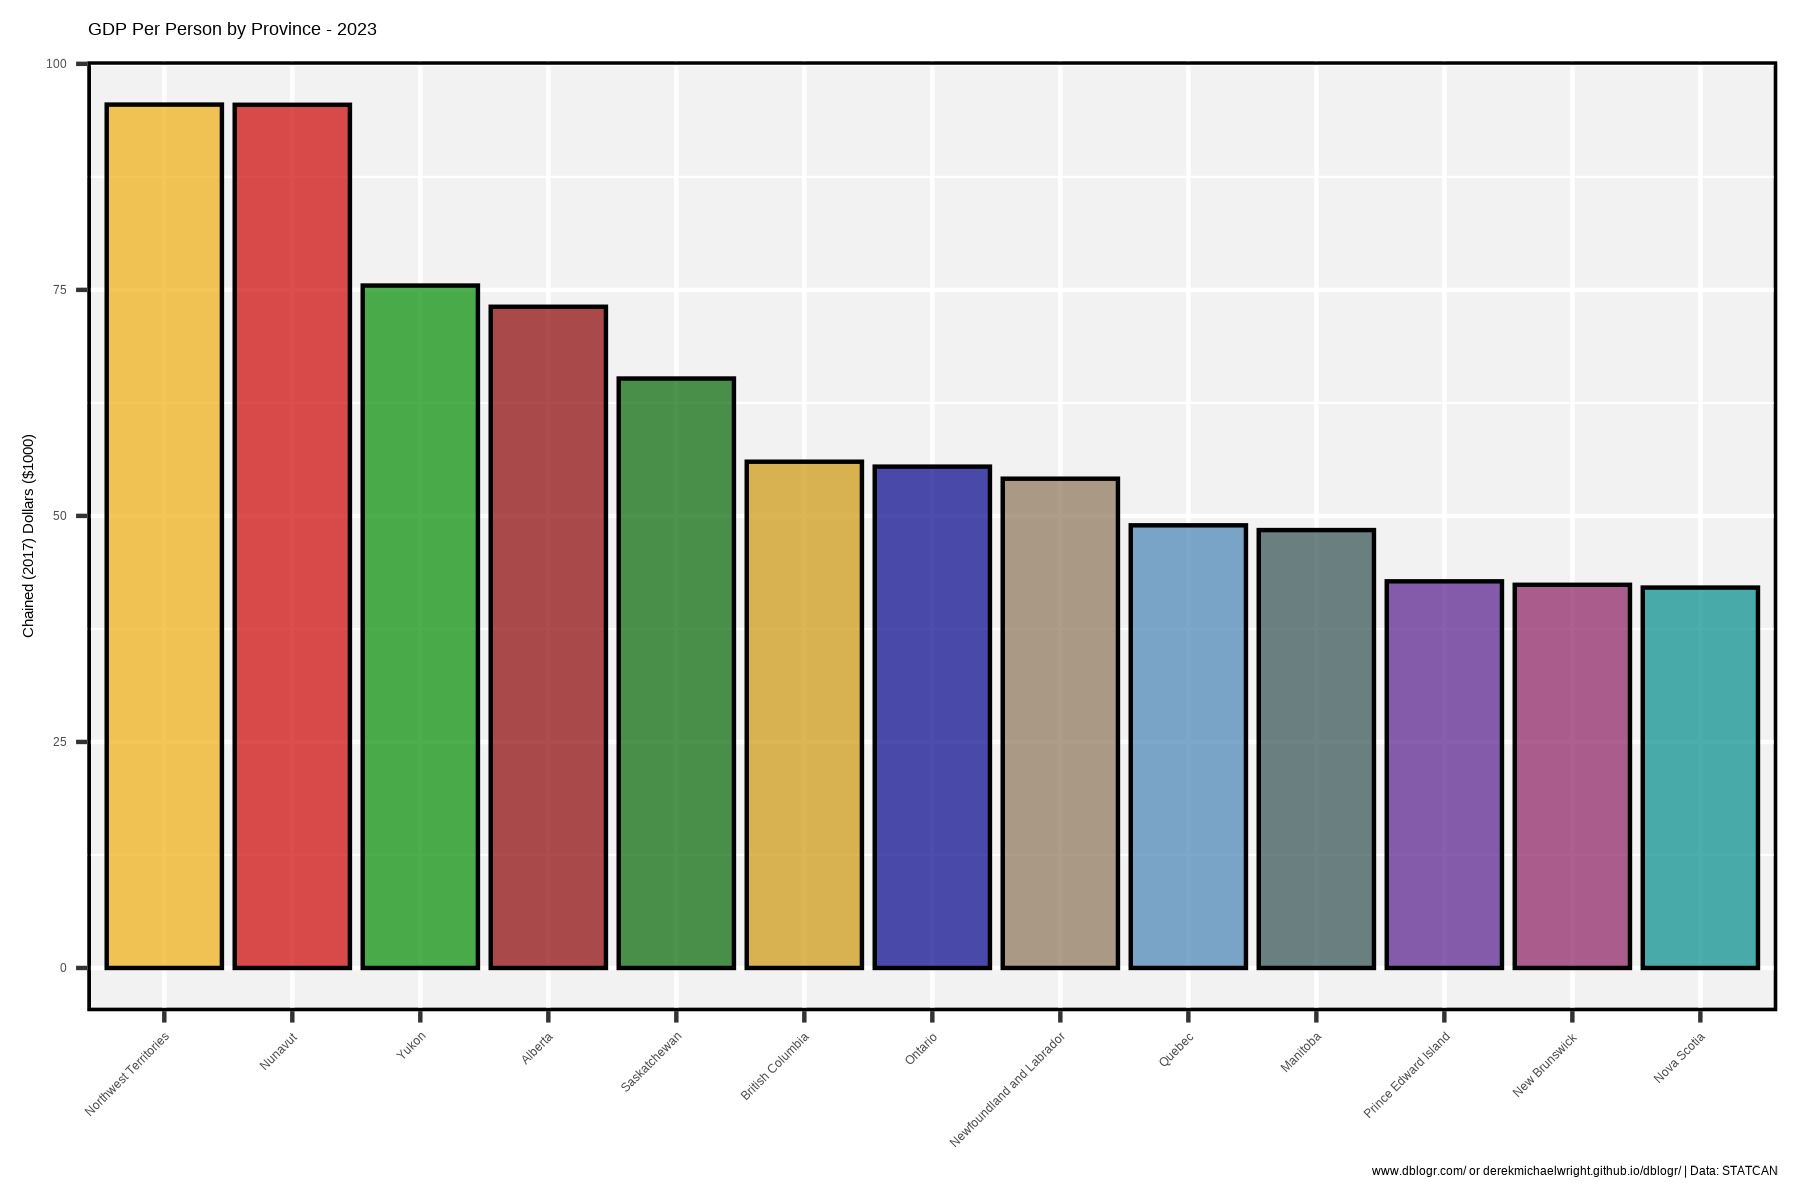 GDP Per Person by Province - 2023
Chained (2017) Dollars ($1000)
100
75
50
25
0
Northwest Territories
Nunavut
Yukon
Alberta
Saskatchewan
British Columbia
Ontario
Newfoundland and Labrador
Quebec
Manitoba
Prince Edward Island
New Brunswick
Nova Scotia
www.dblogr.com/ or derekmichaelwright.github.io/dblogr/ | Data: STATCAN